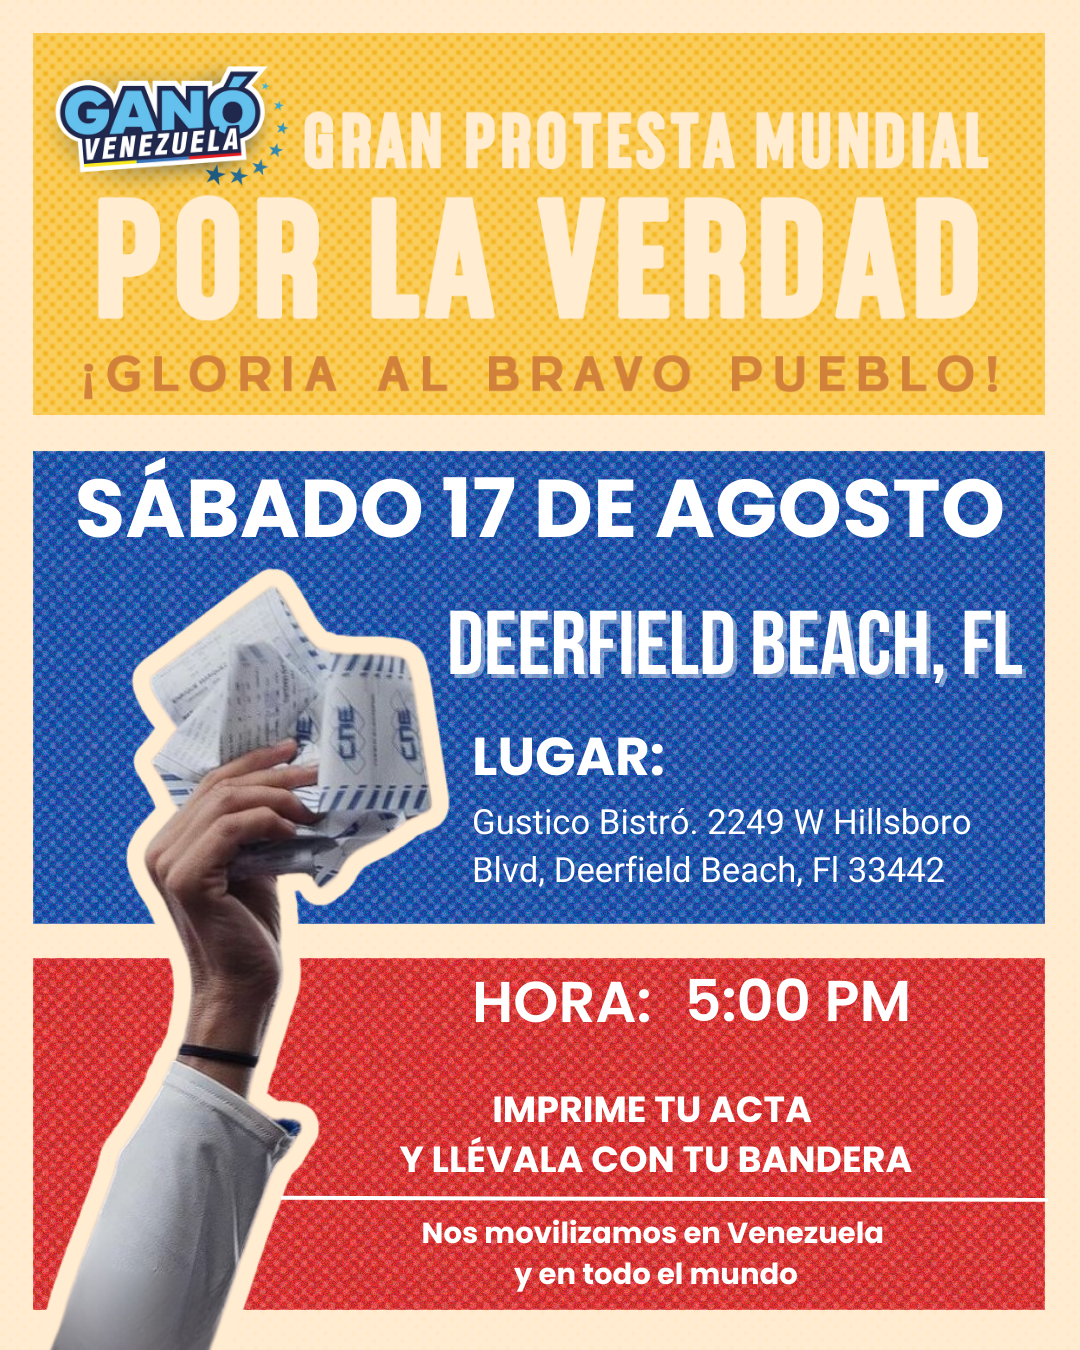 GANÓ
VENEZUELA
GRAN PROTESTA MUNDIAL
POR LA VERDAD
¡GLORIA AL BRAVO PUEBLO!
SÁBADO 17 DE AGOSTO
DEERFIELD BEACH, FL
CNE
CNE
LUGAR:
Gustico Bistró. 2249 W Hillsboro
Blvd, Deerfield Beach, Fl 33442
HORA: 5:00 PM
IMPRIME TU ACTA
Y LLÉVALA CON TU BANDERA
Nos movilizamos en Venezuela
y en todo el mundo